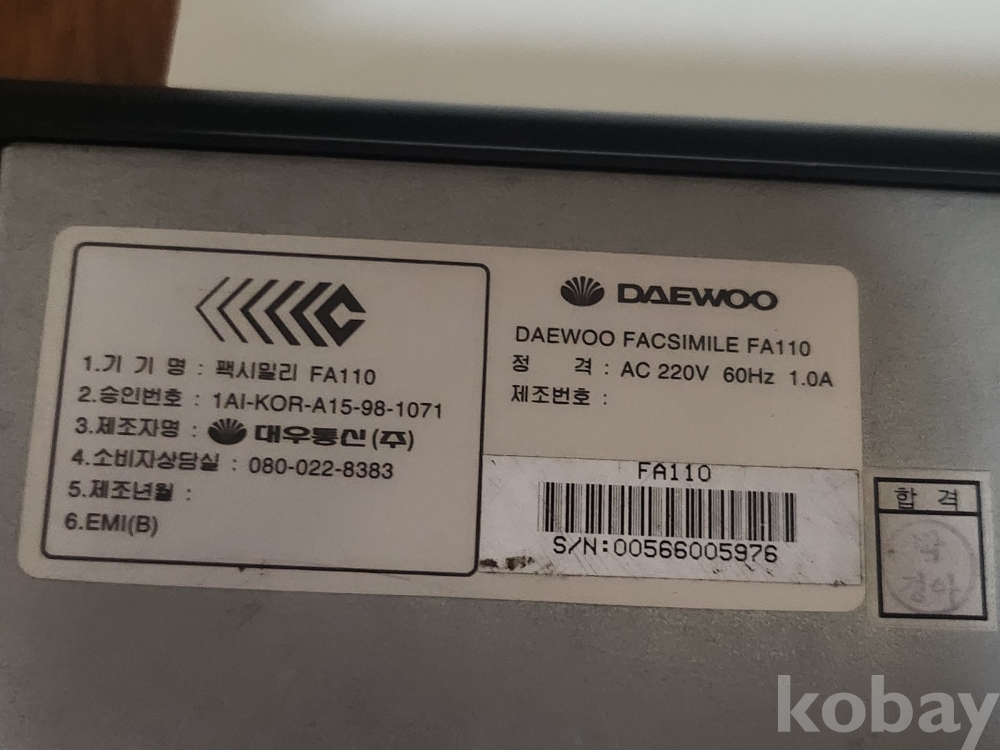 1.기 기 명 : 팩시밀리 FA110
2.승인번호 : 1AI-KOR-A15-98-1071
3.제조자명 : 대우통신(주)
4.소비자상담실 : 080-022-8383
5.제조년월 :
6.EMI(B)
DAEWOO
DAEWOO FACSIMILE FA110
정 격 : AC 220V 60Hz 1.0A
제조번호 :
FA110
S/N:00566005976
합 격
kobay